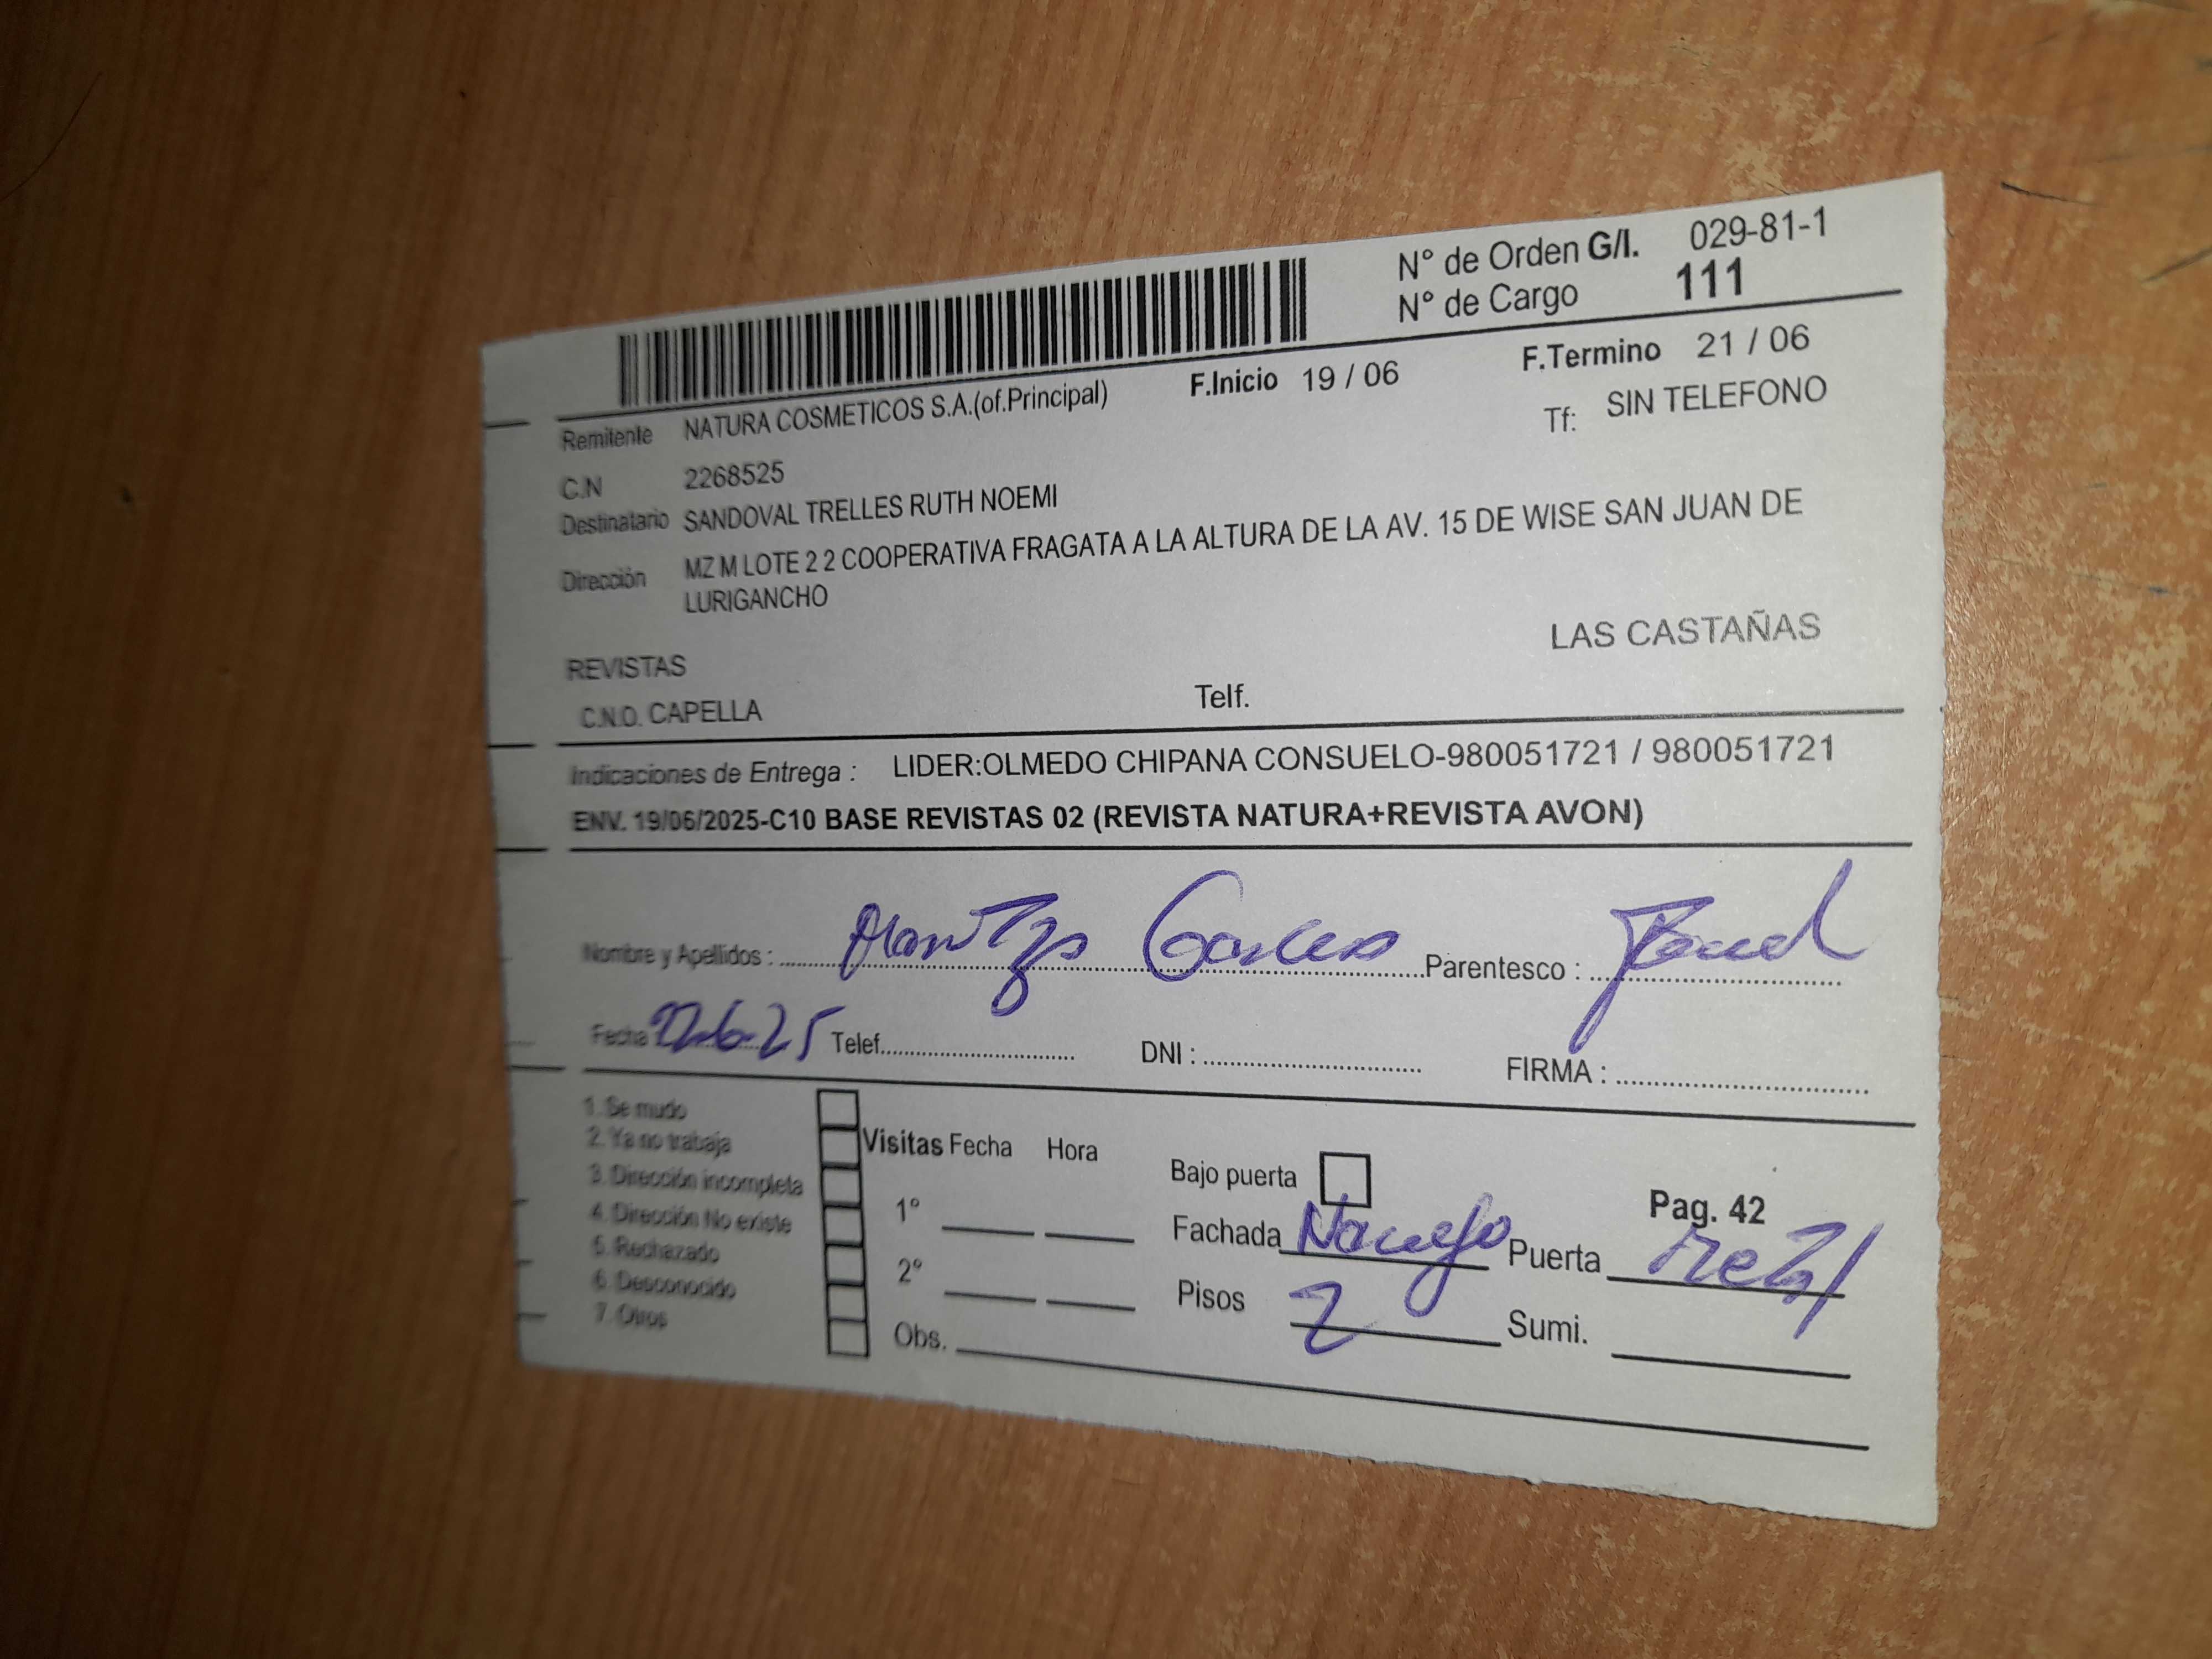 N° de Orden G/I. 029-81-1
N° de Cargo 111
F.Inicio 19 / 06 F.Termino 21 / 06
Remitente NATURA COSMETICOS S.A.(of.Principal)
Tf: SIN TELEFONO
C.N 2268525
Destinatario SANDOVAL TRELLES RUTH NOEMI
Dirección MZ M LOTE 2 2 COOPERATIVA FRAGATA A LA ALTURA DE LA AV. 15 DE WISE SAN JUAN DE
LURIGANCHO
LAS CASTAÑAS
REVISTAS
C.N.O. CAPELLA Telf.
Indicaciones de Entrega : LIDER:OLMEDO CHIPANA CONSUELO-980051721 / 980051721
ENV. 19/06/2025-C10 BASE REVISTAS 02 (REVISTA NATURA+REVISTA AVON)
Nombre y Apellidos : Parentesco :
Fecha Telef. DNI : FIRMA :
1. Se mudo
2. Ya no trabaja
3. Dirección incompleta
4. Dirección No existe
5. Rechazado
6. Desconocido
7. Otros
Visitas Fecha Hora
1°
2°
Obs.
Bajo puerta
Pag. 42
Fachada Puerta
Pisos 2 Sumi.